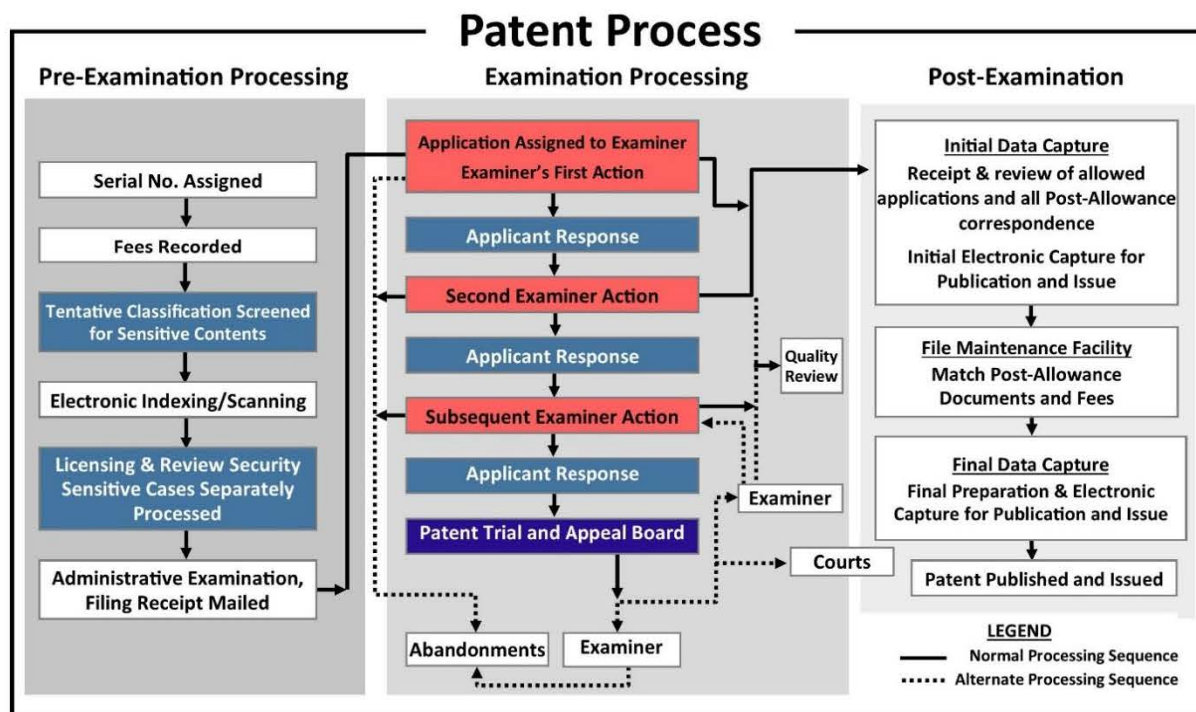 Patent Process
Pre-Examination Processing
Serial No. Assigned
Fees Recorded
Tentative Classification Screened
for Sensitive Contents
Electronic Indexing/Scanning
Licensing & Review Security
Sensitive Cases Separately
Processed
Administrative Examination,
Filing Receipt Mailed
Examination Processing
Application Assigned to Examiner
Examiner's First Action
Applicant Response
Second Examiner Action
Applicant Response
Quality
Review
Subsequent Examiner Action
Applicant Response
Examiner
Patent Trial and Appeal Board
Courts
Abandonments
Examiner
Post-Examination
Initial Data Capture
Receipt & review of allowed
applications and all Post-Allowance
correspondence
Initial Electronic Capture for
Publication and Issue
File Maintenance Facility
Match Post-Allowance
Documents and Fees
Final Data Capture
Final Preparation & Electronic
Capture for Publication and Issue
Patent Published and Issued
LEGEND
Normal Processing Sequence
Alternate Processing Sequence